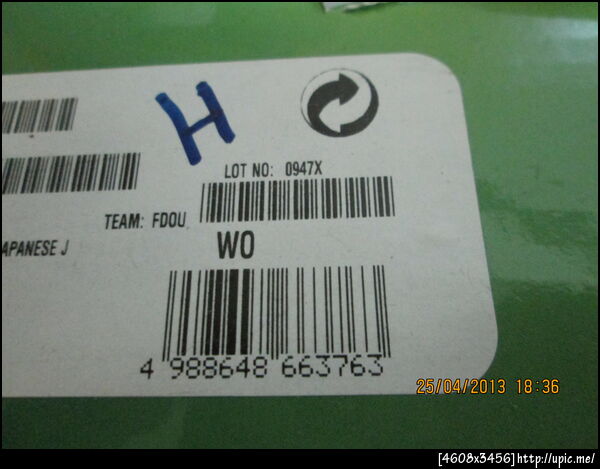 H
LOT NO: 0947X
TEAM: FDOU
APANESE J
WO
4 988648 663763
25/04/2013 18:36
[4608x3456]http://upic.me/